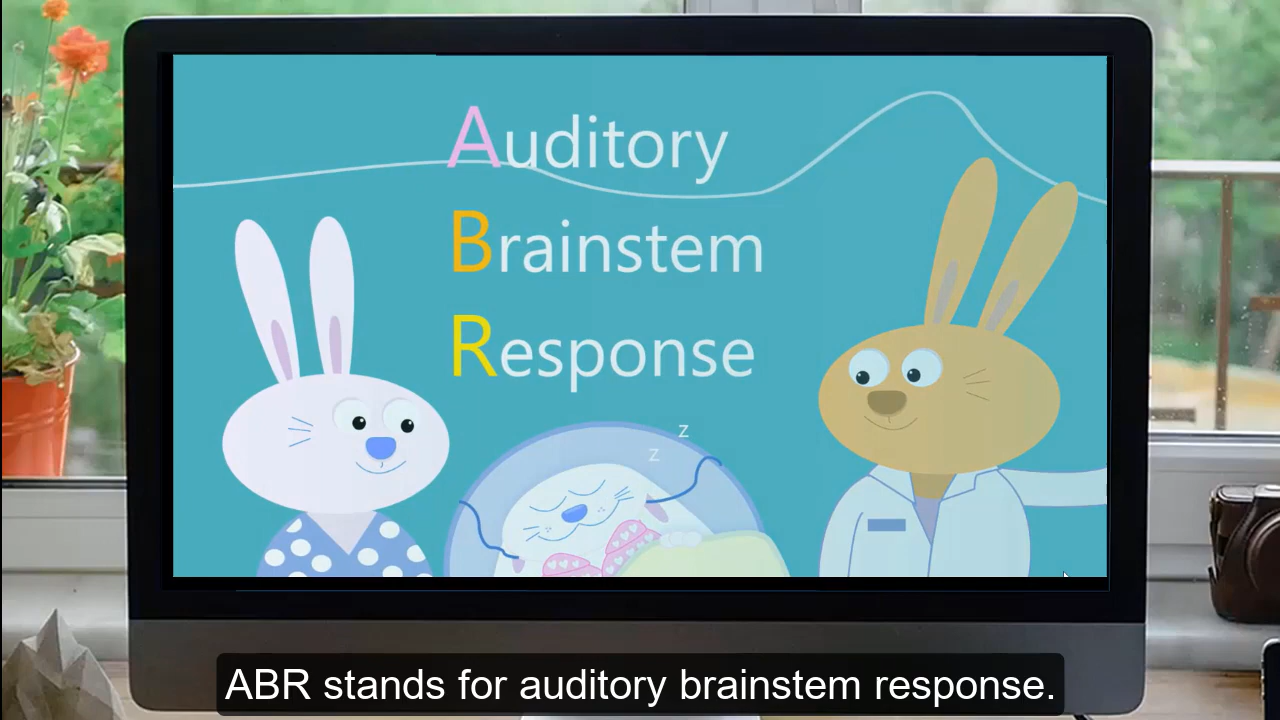 Auditory
Brainstem
Response
z
z
ABR stands for auditory brainstem response.